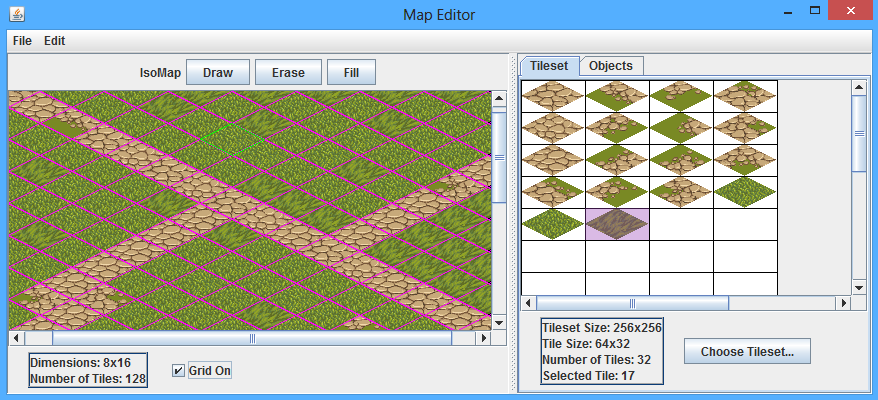 Map Editor
File Edit
IsoMap Draw Erase Fill
Tileset Objects
Dimensions: 8x16
Number of Tiles: 128
Grid On
Tileset Size: 256x256
Tile Size: 64x32
Number of Tiles: 32
Selected Tile: 17
Choose Tileset...